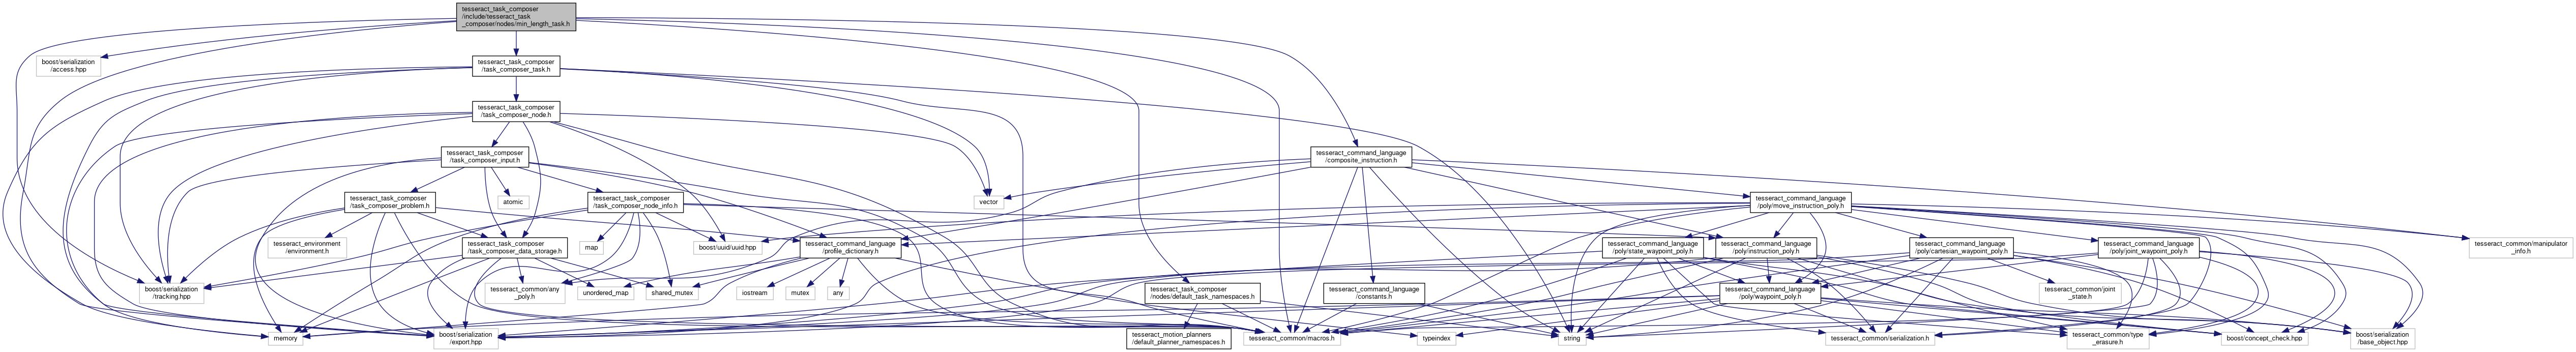 tesseract_task_composer
/include/tesseract_task
_composer/nodes/min_length_task.h
boost/serialization
/access.hpp
tesseract_task_composer
/task_composer_task.h
tesseract_task_composer
/task_composer_node.h
tesseract_task_composer
/task_composer_input.h
tesseract_command_language
/composite_instruction.h
tesseract_task_composer
/task_composer_problem.h
atomic
tesseract_task_composer
/task_composer_node_info.h
vector
tesseract_command_language
/poly/move_instruction_poly.h
tesseract_environment
/environment.h
tesseract_task_composer
/task_composer_data_storage.h
map
boost/uuid/uuid.hpp
tesseract_command_language
/profile_dictionary.h
tesseract_command_language
/poly/state_waypoint_poly.h
tesseract_command_language
/poly/instruction_poly.h
tesseract_command_language
/poly/cartesian_waypoint_poly.h
tesseract_command_language
/poly/joint_waypoint_poly.h
tesseract_common/manipulator
_info.h
boost/serialization
/tracking.hpp
tesseract_common/any
_poly.h
unordered_map
shared_mutex
iostream
mutex
any
tesseract_task_composer
/nodes/default_task_namespaces.h
tesseract_command_language
/constants.h
tesseract_command_language
/poly/waypoint_poly.h
tesseract_common/joint
_state.h
memory
boost/serialization
/export.hpp
tesseract_motion_planners
/default_planner_namespaces.h
tesseract_common/macros.h
typeindex
string
tesseract_common/serialization.h
tesseract_common/type
_erasure.h
boost/concept_check.hpp
boost/serialization
/base_object.hpp